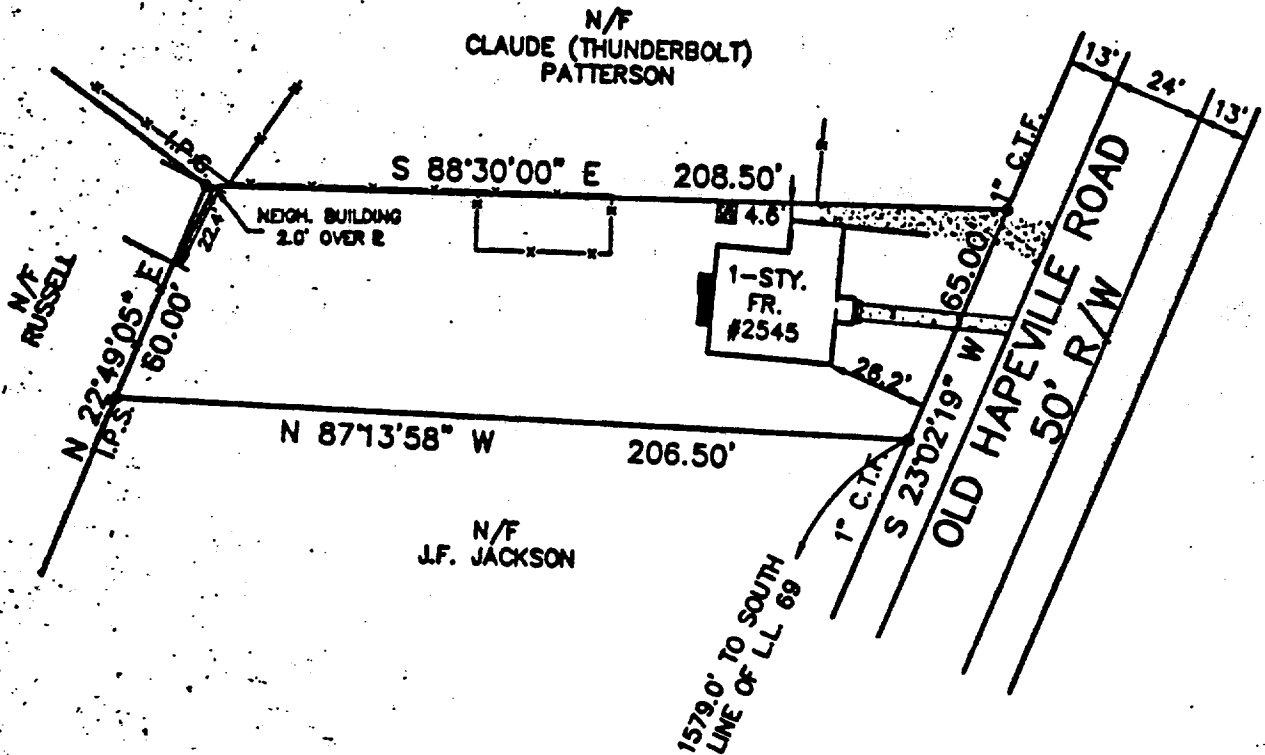 N/F
CLAUDE (THUNDERBOLT)
PATTERSON
13'
24'
13'
I.P.S.
S 88°30'00" E 208.50'
1" C.T.F.
NEIGH. BUILDING
2.0' OVER ⅊
22.4'
4.6'
N/F
RUSSELL
1-STY.
FR.
#2545
65.00'
OLD HAPEVILLE ROAD
50' R/W
N 22°49'05" E
60.00'
I.P.S.
26.2'
S 23°02'19" W
N 87°13'58" W 206.50'
1" C.T.F.
N/F
J.F. JACKSON
1579.0' TO SOUTH
LINE OF L.L. 69